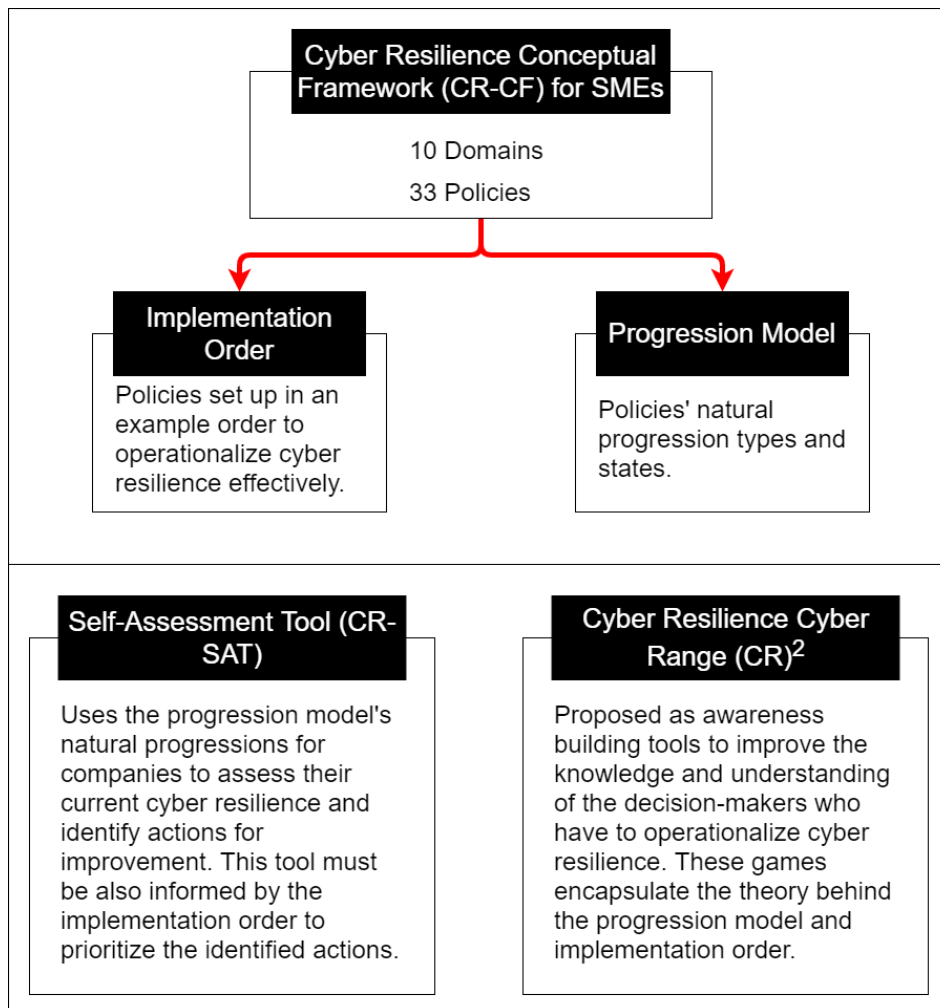 Cyber Resilience Conceptual
Framework (CR-CF) for SMEs
10 Domains
33 Policies
Implementation
Order
Policies set up in an
example order to
operationalize cyber
resilience effectively.
Progression Model
Policies' natural
progression types and
states.
Self-Assessment Tool (CR-
SAT)
Uses the progression model's
natural progressions for
companies to assess their
current cyber resilience and
identify actions for
improvement. This tool must
be also informed by the
implementation order to
prioritize the identified actions.
Cyber Resilience Cyber
Range (CR)²
Proposed as awareness
building tools to improve the
knowledge and understanding
of the decision-makers who
have to operationalize cyber
resilience. These games
encapsulate the theory behind
the progression model and
implementation order.